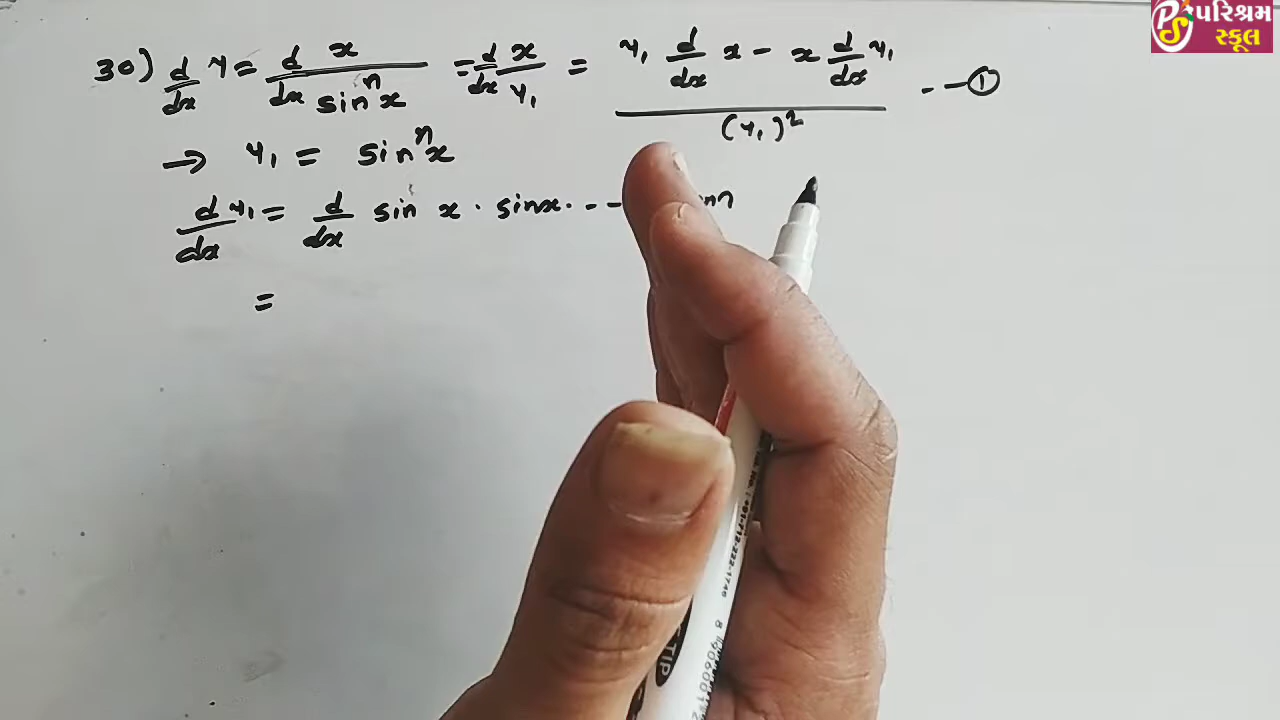 પરિશ્રમ
સ્કૂલ
30) d/dx y = d/dx x/sinⁿx = d/dx x/y₁ = (y₁ d/dx x - x d/dx y₁)/(y₁)² --- ①
→ y₁ = sinⁿx
d/dx y₁ = d/dx sin x · sinx · ---
=